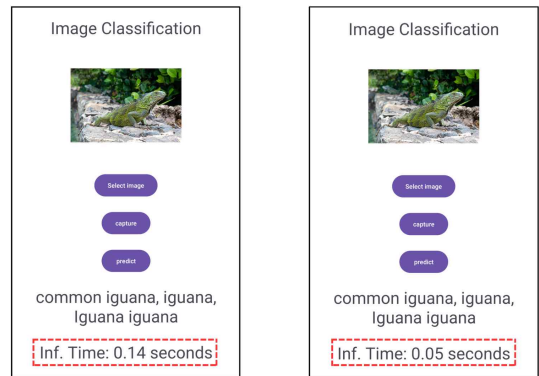 Image Classification
Select image
capture
predict
common iguana, iguana,
Iguana iguana
Inf. Time: 0.14 seconds
Image Classification
Select image
capture
predict
common iguana, iguana,
Iguana iguana
Inf. Time: 0.05 seconds